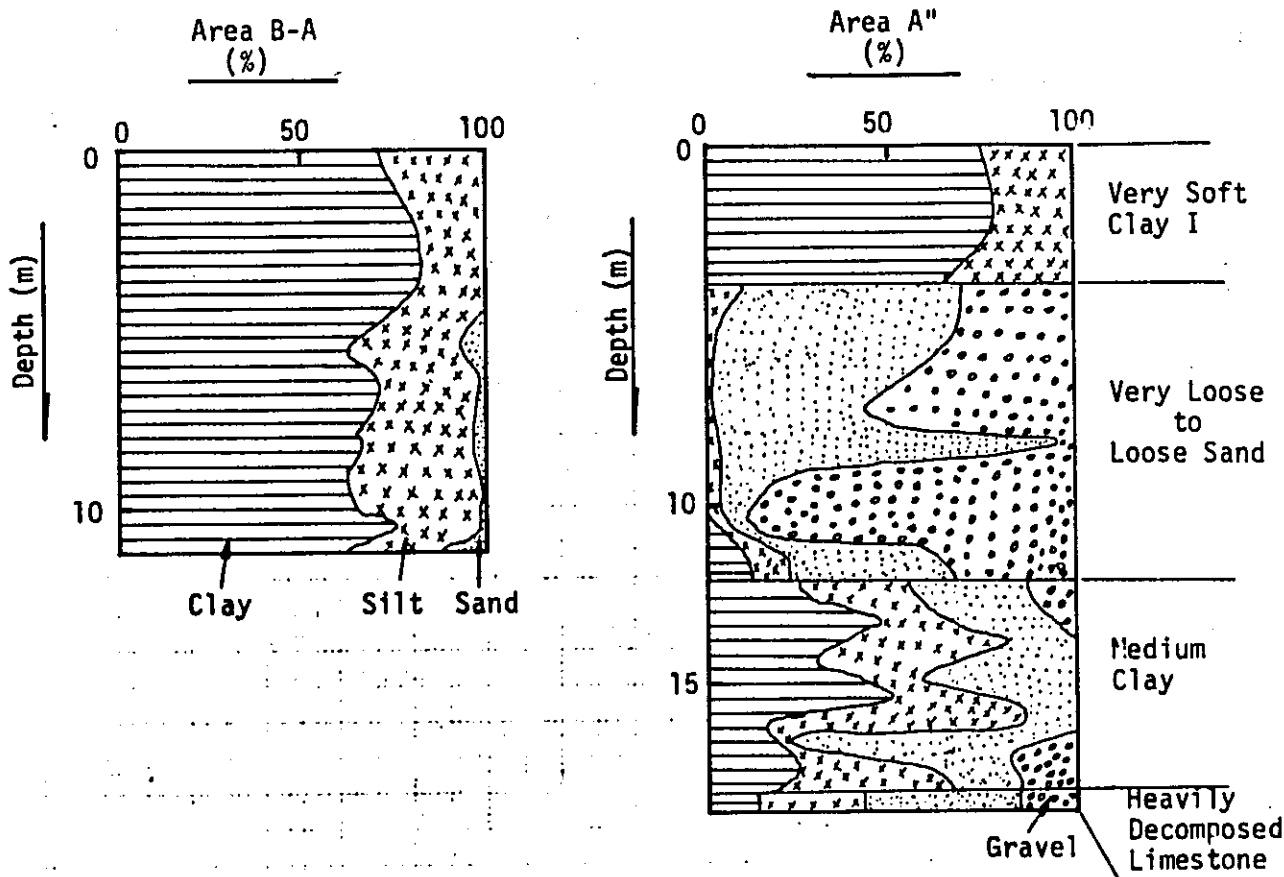 Area B-A
(%)
0 50 100
0
10
Depth (m)
Clay Silt Sand
Area A"
(%)
0 50 100
0
10
15
Depth (m)
Very Soft
Clay I
Very Loose
to
Loose Sand
Medium
Clay
Heavily
Decomposed
Limestone
Gravel